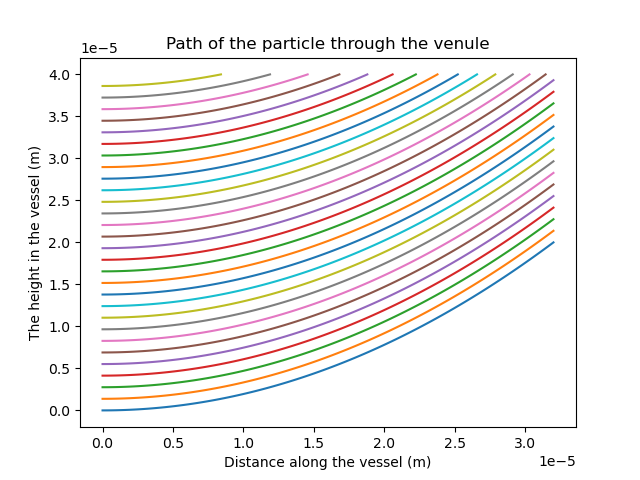 Path of the particle through the venule
1e−5
4.0
3.5
3.0
2.5
2.0
1.5
1.0
0.5
0.0
The height in the vessel (m)
0.0 0.5 1.0 1.5 2.0 2.5 3.0
1e−5
Distance along the vessel (m)